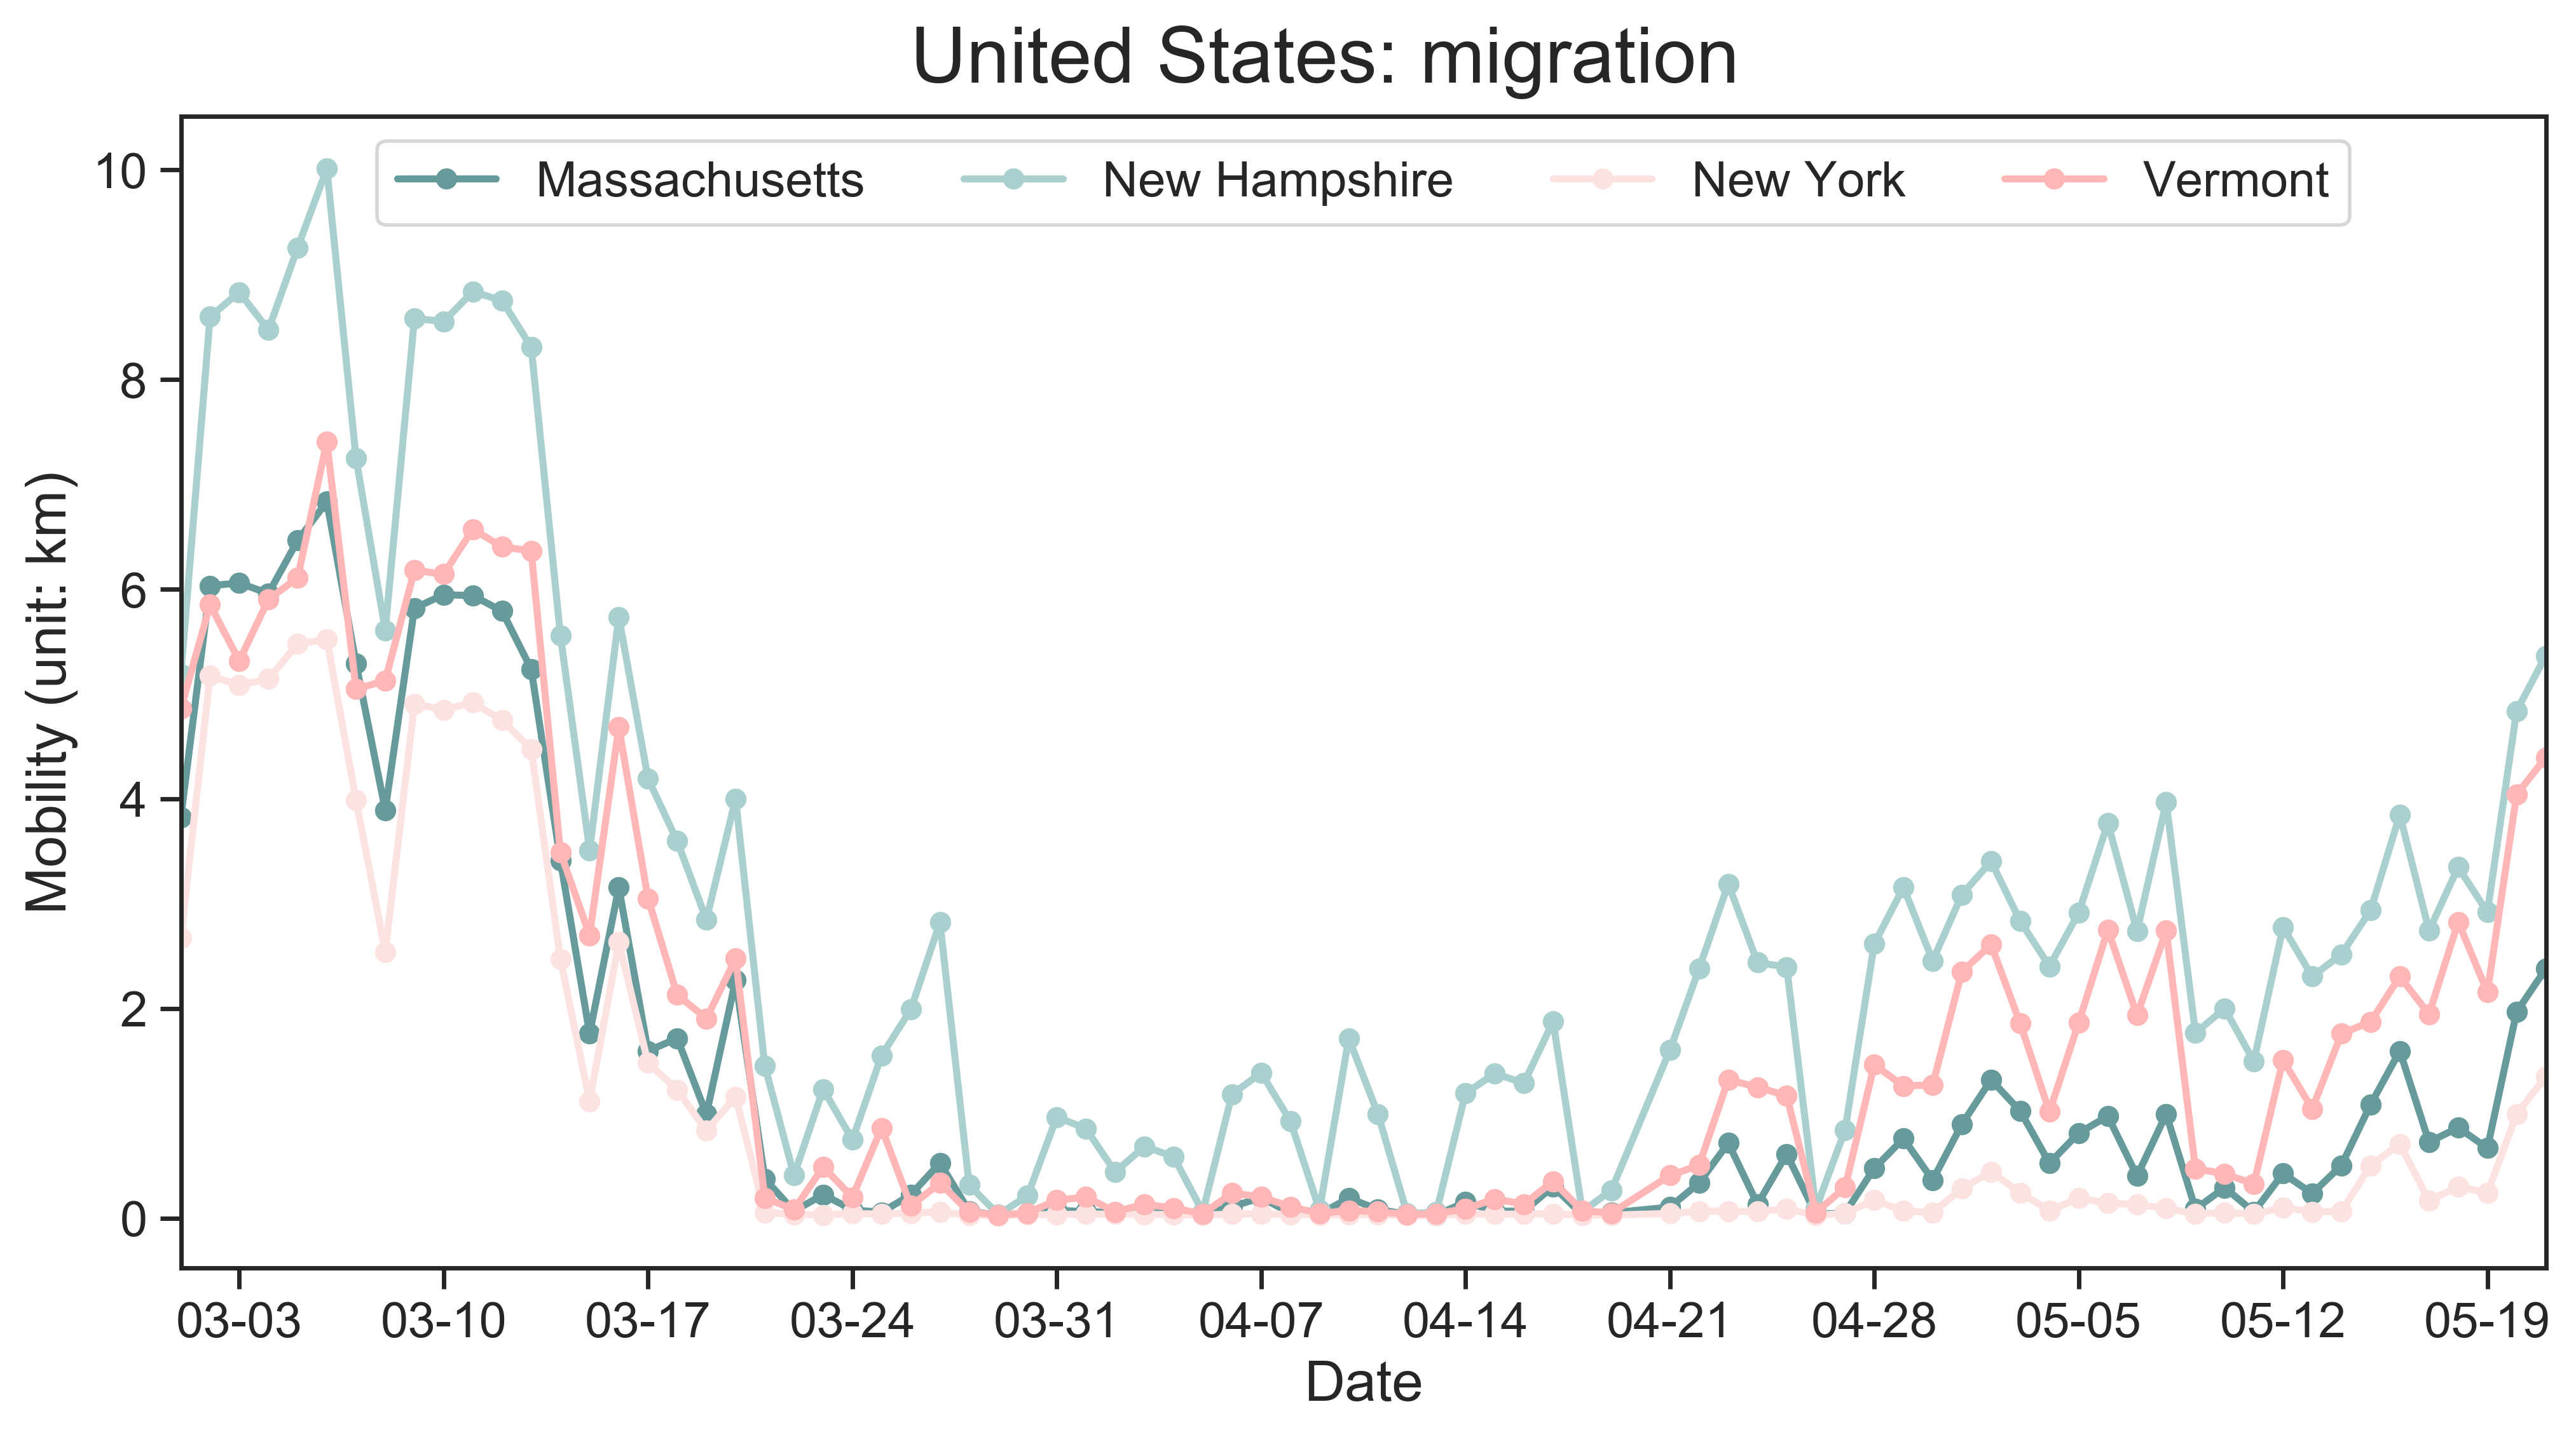 United States: migration
Massachusetts New Hampshire New York Vermont
Mobility (unit: km)
10
8
6
4
2
0
03-03 03-10 03-17 03-24 03-31 04-07 04-14 04-21 04-28 05-05 05-12 05-19
Date